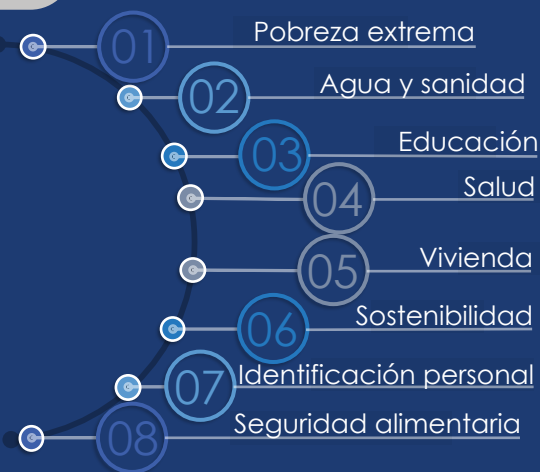 01 Pobreza extrema
02 Agua y sanidad
03 Educación
04 Salud
05 Vivienda
06 Sostenibilidad
07 Identificación personal
08 Seguridad alimentaria